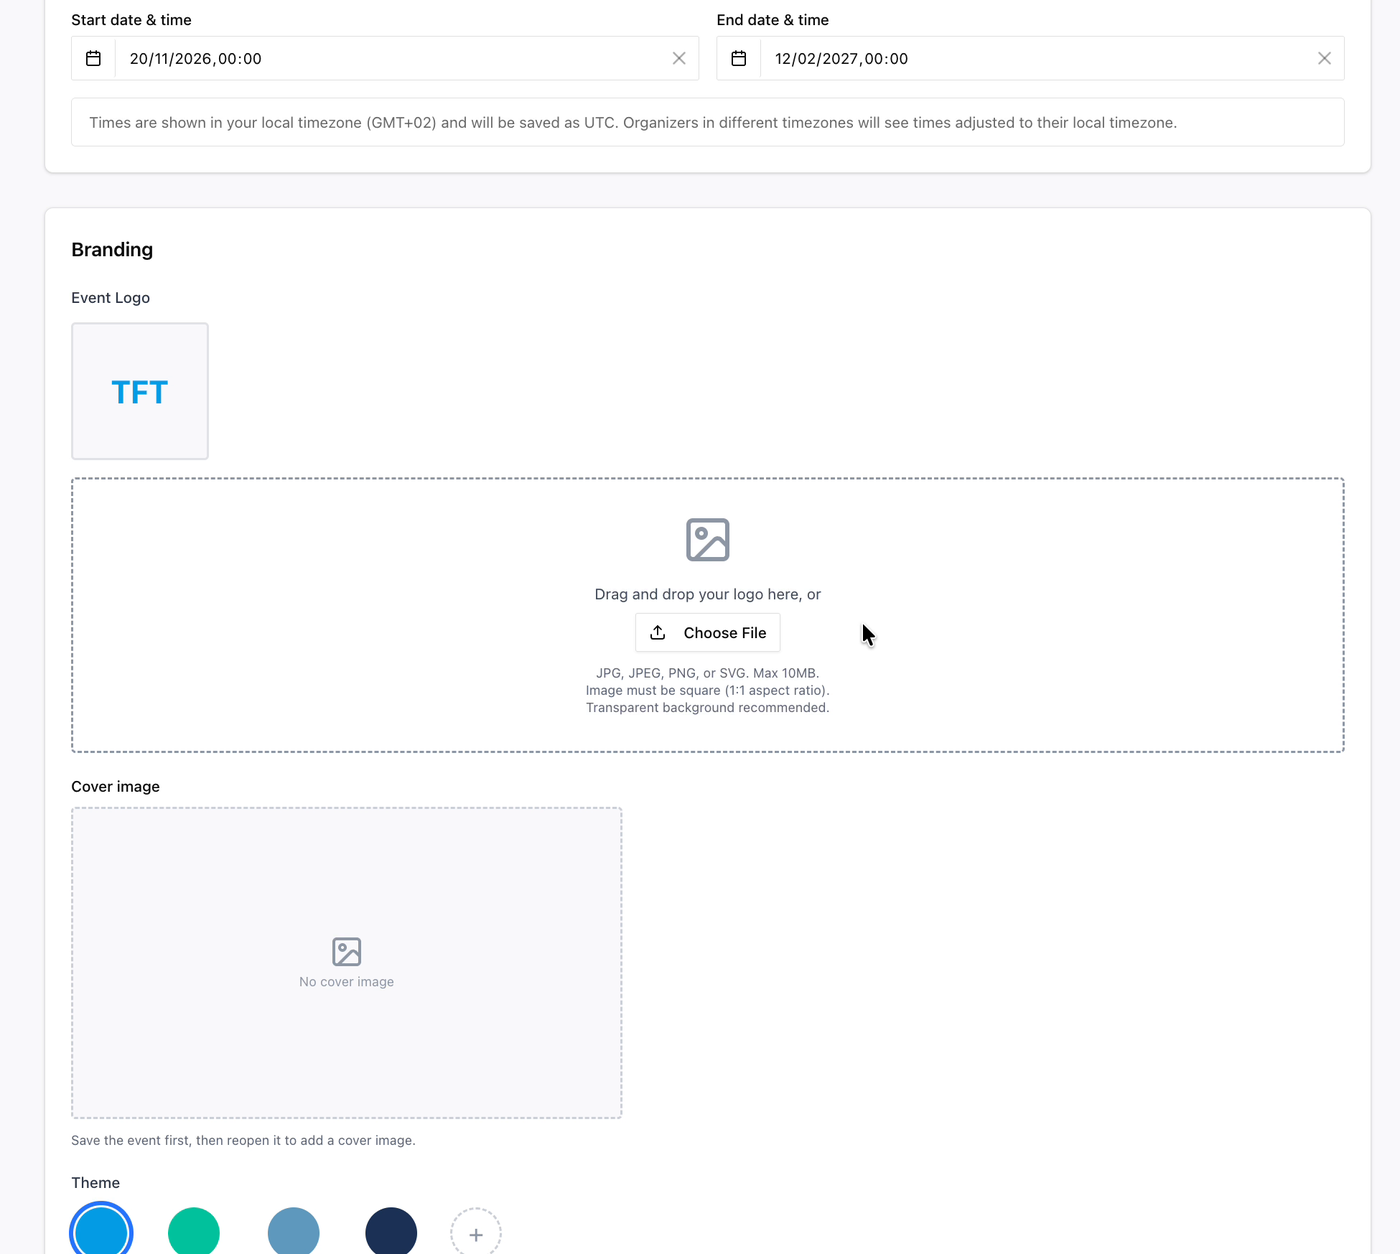 Start date & time
End date & time
20/11/2026,00:00
12/02/2027,00:00
Times are shown in your local timezone (GMT+02) and will be saved as UTC. Organizers in different timezones will see times adjusted to their local timezone.
Branding
Event Logo
TFT
Drag and drop your logo here, or
Choose File
JPG, JPEG, PNG, or SVG. Max 10MB.
Image must be square (1:1 aspect ratio).
Transparent background recommended.
Cover image
No cover image
Save the event first, then reopen it to add a cover image.
Theme